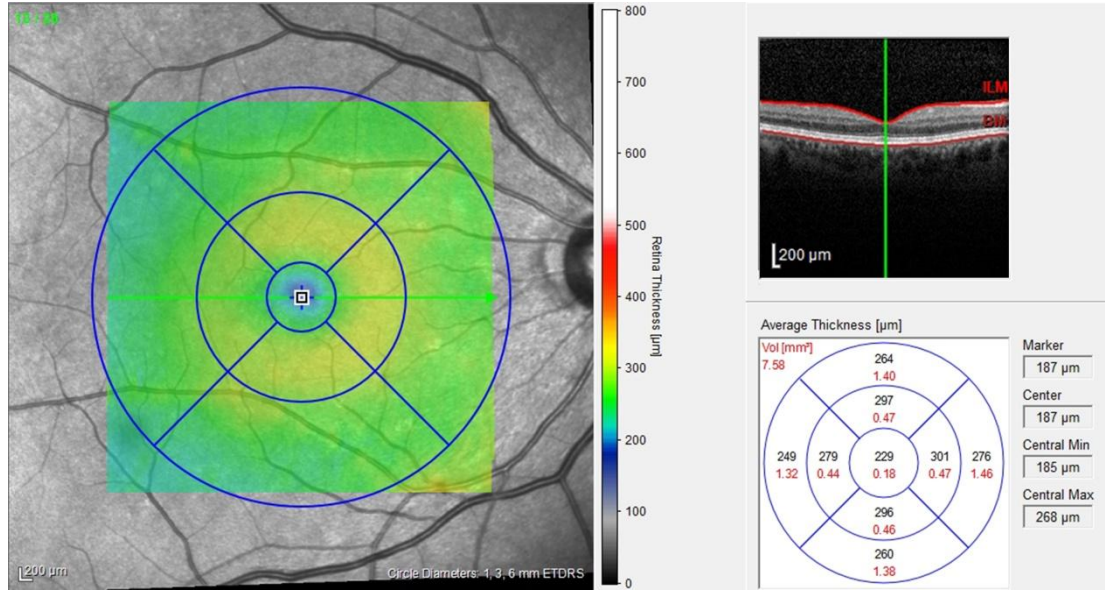 13 / 25
200 µm
Circle Diameters: 1, 3, 6 mm ETDRS
800
700
600
500
400
300
200
100
0
Retina Thickness [µm]
ILM
BM
200 µm
Average Thickness [µm]
Vol [mm³]
7.58
264
1.40
297
0.47
249
1.32
279
0.44
229
0.18
301
0.47
276
1.46
296
0.46
260
1.38
Marker
187 µm
Center
187 µm
Central Min
185 µm
Central Max
268 µm